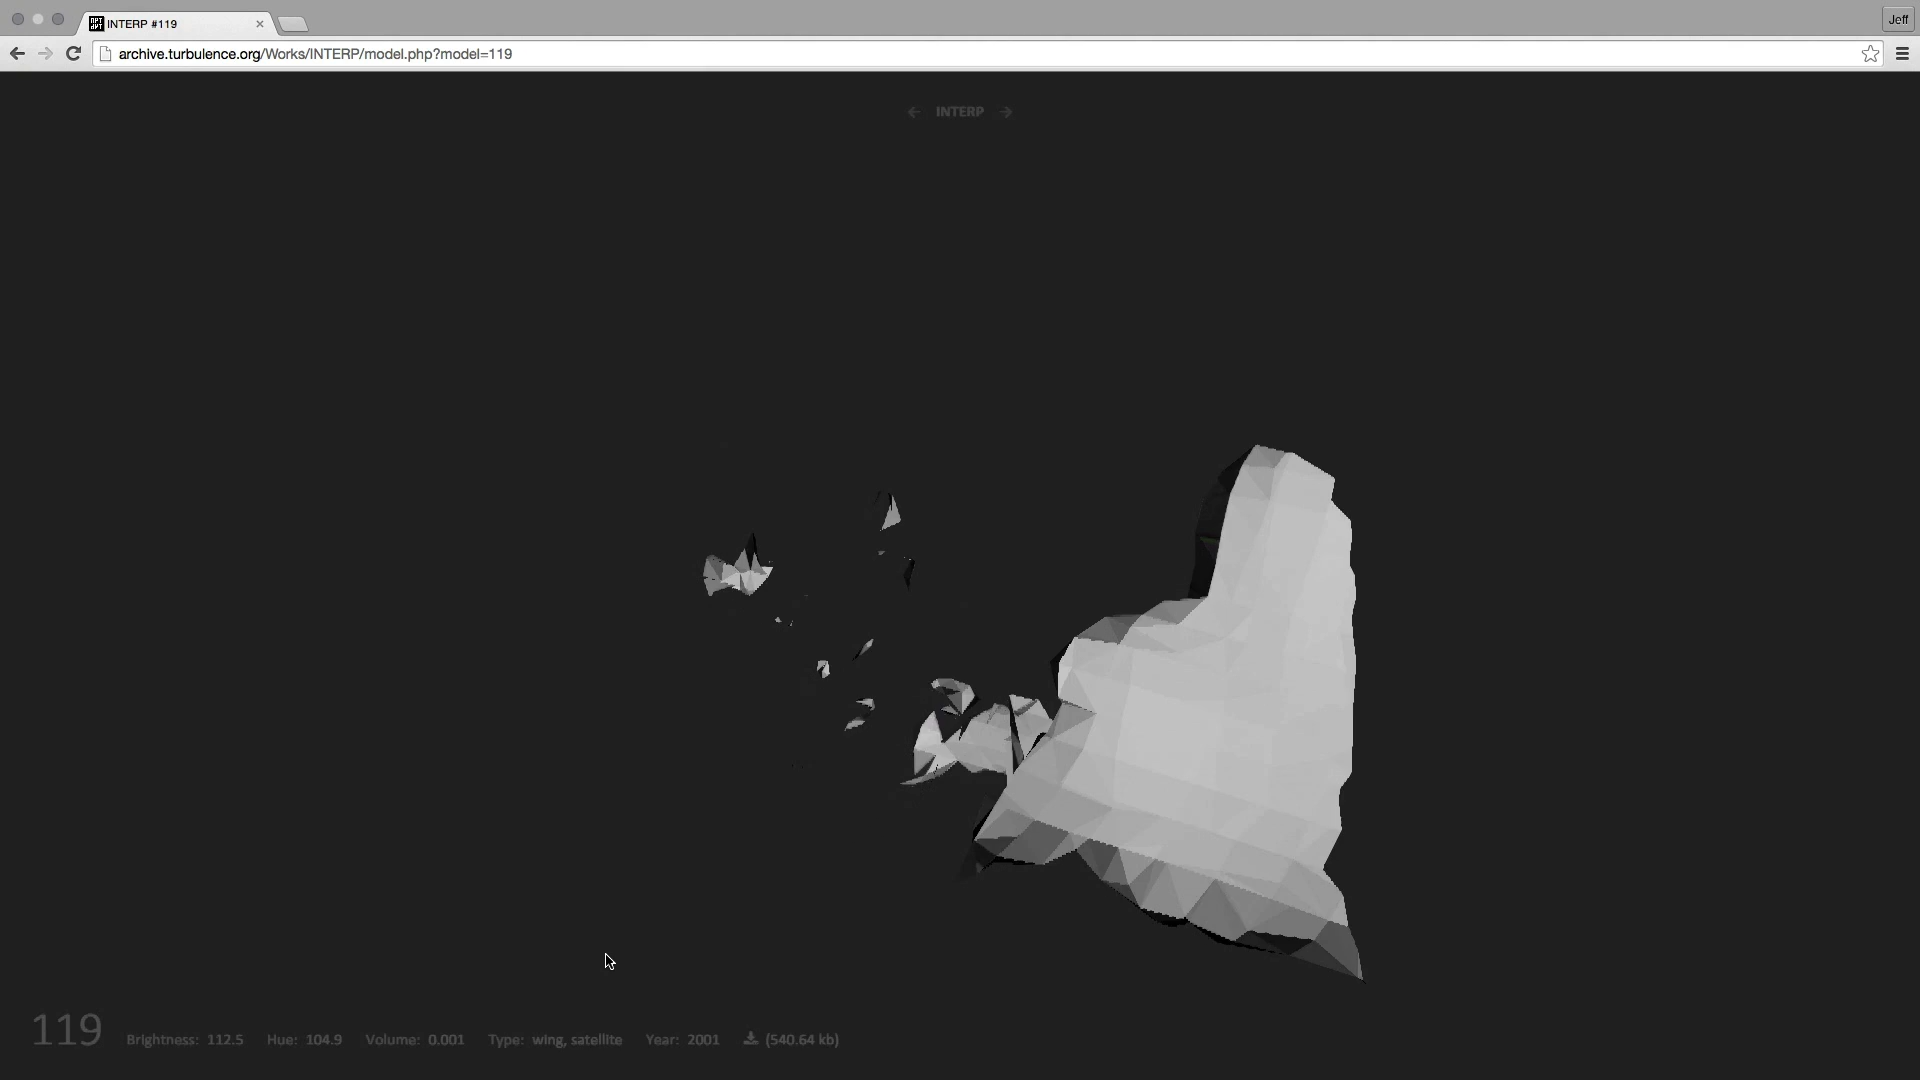 INTERP #119
Jeff
archive.turbulence.org/Works/INTERP/model.php?model=119
INTERP
119 Brightness: 112.5 Hue: 104.9 Volume: 0.001 Type: wing, satellite Year: 2001 (540.64 kb)